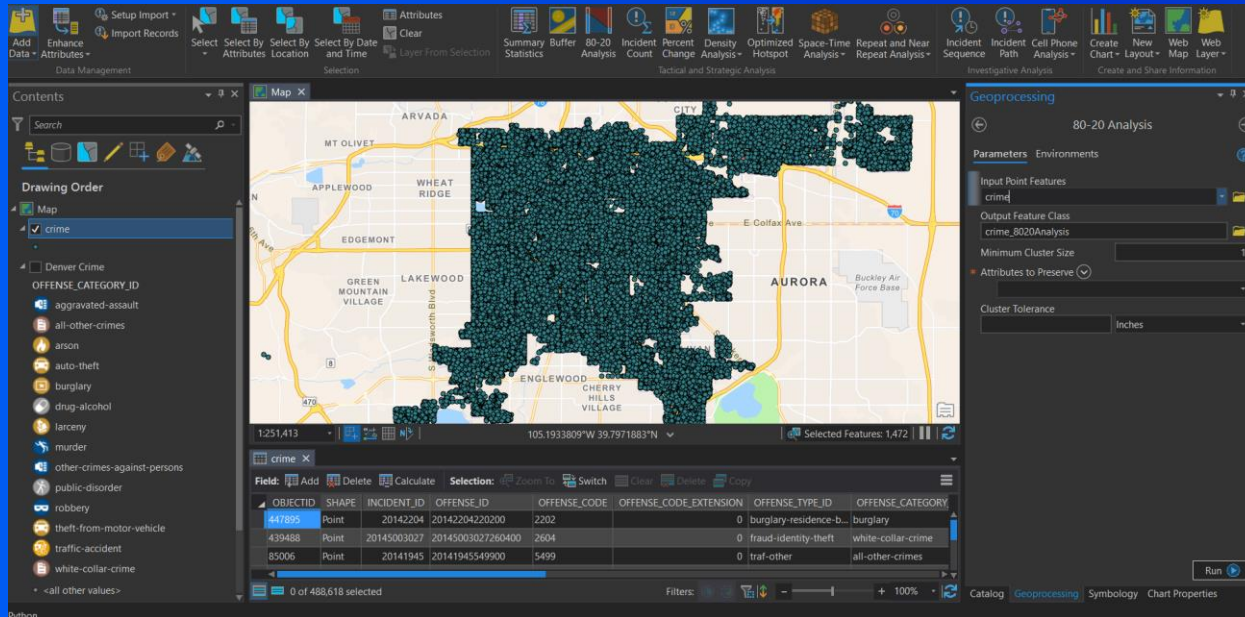 Add Data
Enhance Attributes
Setup Import
Import Records
Data Management
Select
Select By Attributes
Select By Location
Select By Date and Time
Attributes
Clear
Layer From Selection
Selection
Summary Statistics
Buffer
80-20 Analysis
Incident Count
Percent Change
Density Analysis
Optimized Hotspot
Space-Time Analysis
Repeat and Near Repeat Analysis
Tactical and Strategic Analysis
Incident Sequence
Incident Path
Cell Phone Analysis
Investigative Analysis
Create Chart
New Layout
Web Map
Web Layer
Create and Share Information
Contents
Search
Drawing Order
Map
crime
Denver Crime
OFFENSE_CATEGORY_ID
aggravated-assault
all-other-crimes
arson
auto-theft
burglary
drug-alcohol
larceny
murder
other-crimes-against-persons
public-disorder
robbery
theft-from-motor-vehicle
traffic-accident
white-collar-crime
<all other values>
Python
Map
ARVADA
CITY
MT OLIVET
APPLEWOOD
WHEAT RIDGE
E Colfax Ave
70
EDGEMONT
GREEN MOUNTAIN VILLAGE
LAKEWOOD
AURORA
Buckley Air Force Base
8
470
ENGLEWOOD
CHERRY HILLS VILLAGE
1:251,413
105.1933809°W 39.7971883°N
Selected Features: 1,472
crime
Field: Add Delete Calculate Selection: Zoom To Switch Clear Delete Copy
OBJECTID SHAPE INCIDENT_ID OFFENSE_ID OFFENSE_CODE OFFENSE_CODE_EXTENSION OFFENSE_TYPE_ID OFFENSE_CATEGORY
447895 Point 20142204 20142204220200 2202 0 burglary-residence-b... burglary
439488 Point 20145003027 20145003027260400 2604 0 fraud-identity-theft white-collar-crime
85006 Point 20141945 20141945549900 5499 0 traf-other all-other-crimes
0 of 488,618 selected
Filters:
100%
Geoprocessing
80-20 Analysis
Parameters Environments
Input Point Features
crime
Output Feature Class
crime_8020Analysis
Minimum Cluster Size
1
Attributes to Preserve
Cluster Tolerance
Inches
Run
Catalog Geoprocessing Symbology Chart Properties